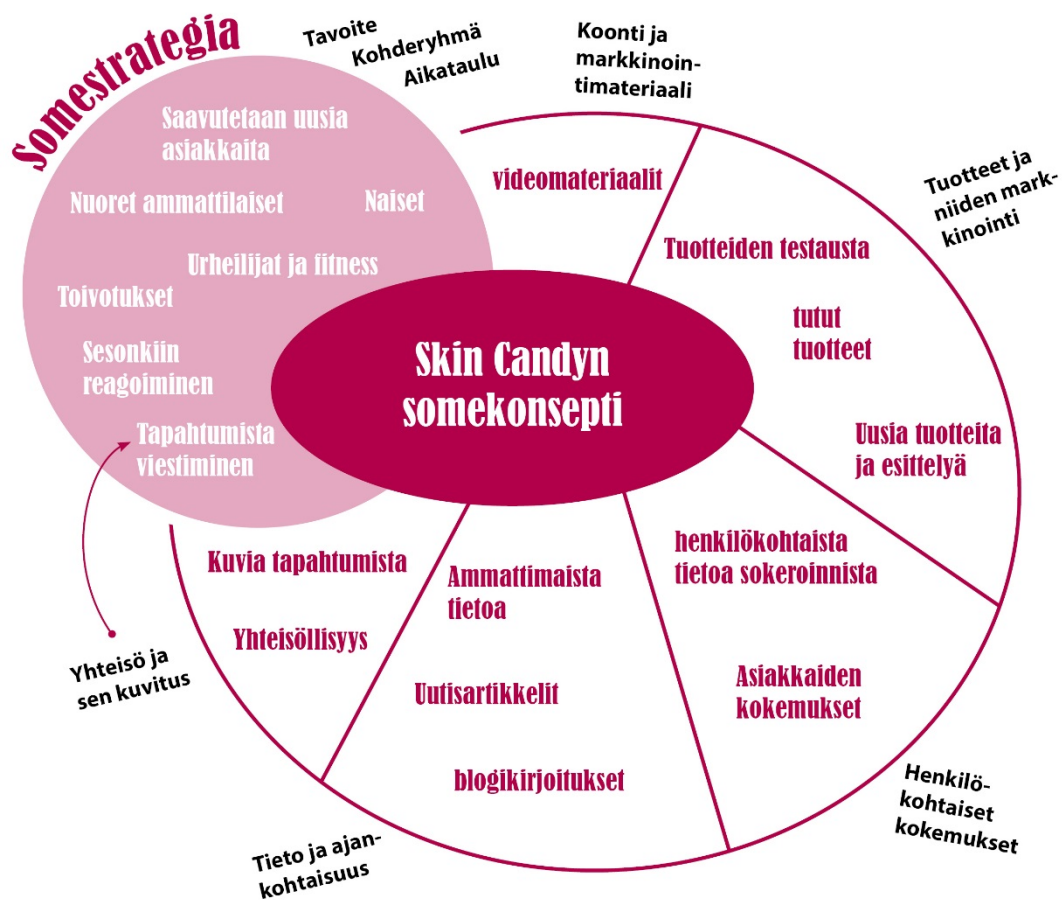 Somestrategia
Tavoite
Kohderyhmä
Aikataulu
Saavutetaan uusia
asiakkaita
Nuoret ammattilaiset
Naiset
Urheilijat ja fitness
Toivotukset
Sesonkiin
reagoiminen
Tapahtumista
viestiminen
Skin Candyn
somekonsepti
Koonti ja
markkinoin-
timateriaali
videomateriaalit
Tuotteet ja
niiden mark-
kinointi
Tuotteiden testausta
tutut
tuotteet
Uusia tuotteita
ja esittelyä
henkilökohtaista
tietoa sokeroinnista
Asiakkaiden
kokemukset
Henkilö-
kohtaiset
kokemukset
Ammattimaista
tietoa
Uutisartikkelit
blogikirjoitukset
Tieto ja ajan-
kohtaisuus
Kuvia tapahtumista
Yhteisöllisyys
Yhteisö ja
sen kuvitus